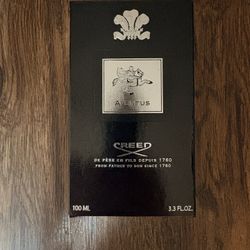 AVENTUS
CREED
DE PÈRE EN FILS DEPUIS 1760
FROM FATHER TO SON SINCE 1760
100 ML 3.3 FL.OZ.